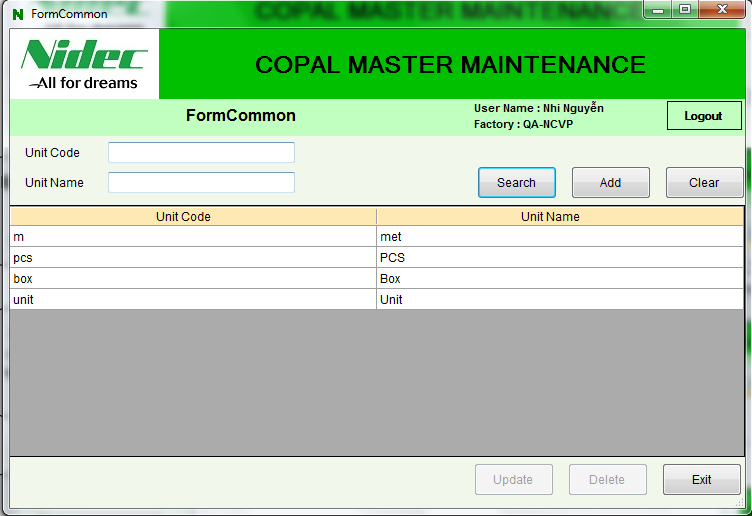 FormCommon
Nidec
All for dreams
COPAL MASTER MAINTENANCE
FormCommon
User Name : Nhi Nguyễn
Factory : QA-NCVP
Logout
Unit Code
Unit Name
Search Add Clear
Unit Code Unit Name
m met
pcs PCS
box Box
unit Unit
Update Delete Exit